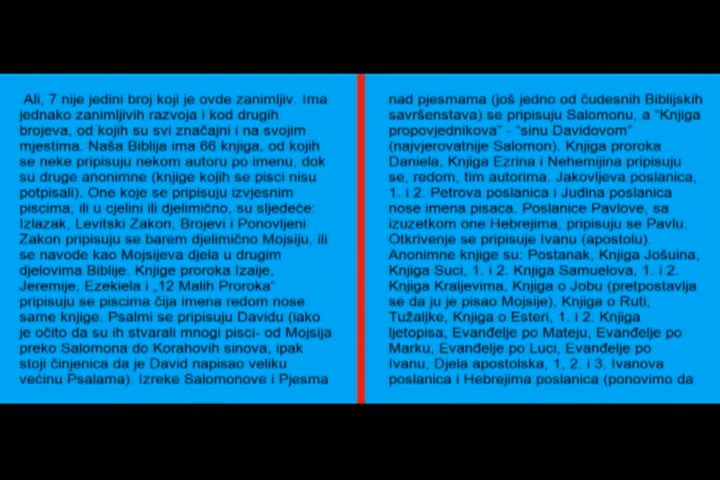 Ali, 7 nije jedini broj koji je ovde zanimljiv. Ima
jednako zanimljivih razvoja i kod drugih
brojeva, od kojih su svi značajni i na svojim
mjestima. Naša Biblija ima 66 knjiga, od kojih
se neke pripisuju nekom autoru po imenu, dok
su druge anonimne (knjige kojih se pisci nisu
potpisali). One koje se pripisuju izvjesnim
piscima, ili u cjelini ili djelimično, su sljedeće:
Izlazak, Levitski Zakon, Brojevi i Ponovljeni
Zakon pripisuju se barem djelimično Mojsiju, ili
se navode kao Mojsijeva djela u drugim
djelovima Biblije. Knjige proroka Izaije,
Jeremije, Ezekiela i „12 Malih Proroka“
pripisuju se piscima čija imena redom nose
same knjige. Psalmi se pripisuju Davidu (iako
je očito da su ih stvarali mnogi pisci- od Mojsija
preko Salomona do Korahovih sinova, ipak
stoji činjenica da je David napisao veliku
većinu Psalama). Izreke Salomonove i Pjesma
nad pjesmama (još jedno od čudesnih Biblijskih
savršenstava) se pripisuju Salomonu, a "Knjiga
propovjednikova" - "sinu Davidovom"
(najvjerovatnije Salomon). Knjiga proroka
Daniela, Knjiga Ezrina i Nehemijina pripisuju
se, redom, tim autorima. Jakovljeva poslanica,
1. i 2. Petrova poslanica i Judina poslanica
nose imena pisaca. Poslanice Pavlove, sa
izuzetkom one Hebrejima, pripisuju se Pavlu.
Otkrivenje se pripisuje Ivanu (apostolu).
Anonimne knjige su: Postanak, Knjiga Jošuina,
Knjiga Suci, 1. i 2. Knjiga Samuelova, 1. i 2.
Knjiga Kraljevima, Knjiga o Jobu (pretpostavlja
se da ju je pisao Mojsije), Knjiga o Ruti,
Tužaljke, Knjiga o Esteri, 1. i 2. Knjiga
ljetopisa, Evanđelje po Mateju, Evanđelje po
Marku, Evanđelje po Luci, Evanđelje po
Ivanu, Djela apostolska, 1, 2. i 3. Ivanova
poslanica i Hebrejima poslanica (ponovimo da